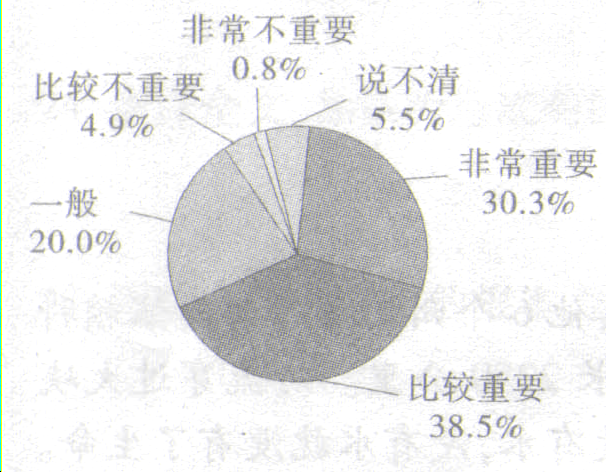 非常不重要
0.8%
说不清
5.5%
比较不重要
4.9%
非常重要
30.3%
一般
20.0%
比较重要
38.5%